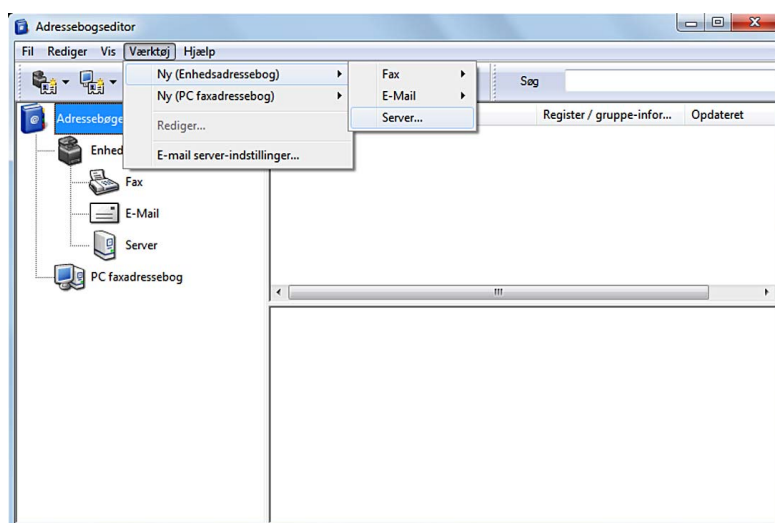 Adressebogseditor
Fil Rediger Vis Værktøj Hjælp
Ny (Enhedsadressebog)
Ny (PC faxadressebog)
Rediger...
E-mail server-indstillinger...
Fax
E-Mail
Server...
Søg
Register / gruppe-infor... Opdateret
Fax
E-Mail
Server
PC faxadressebog